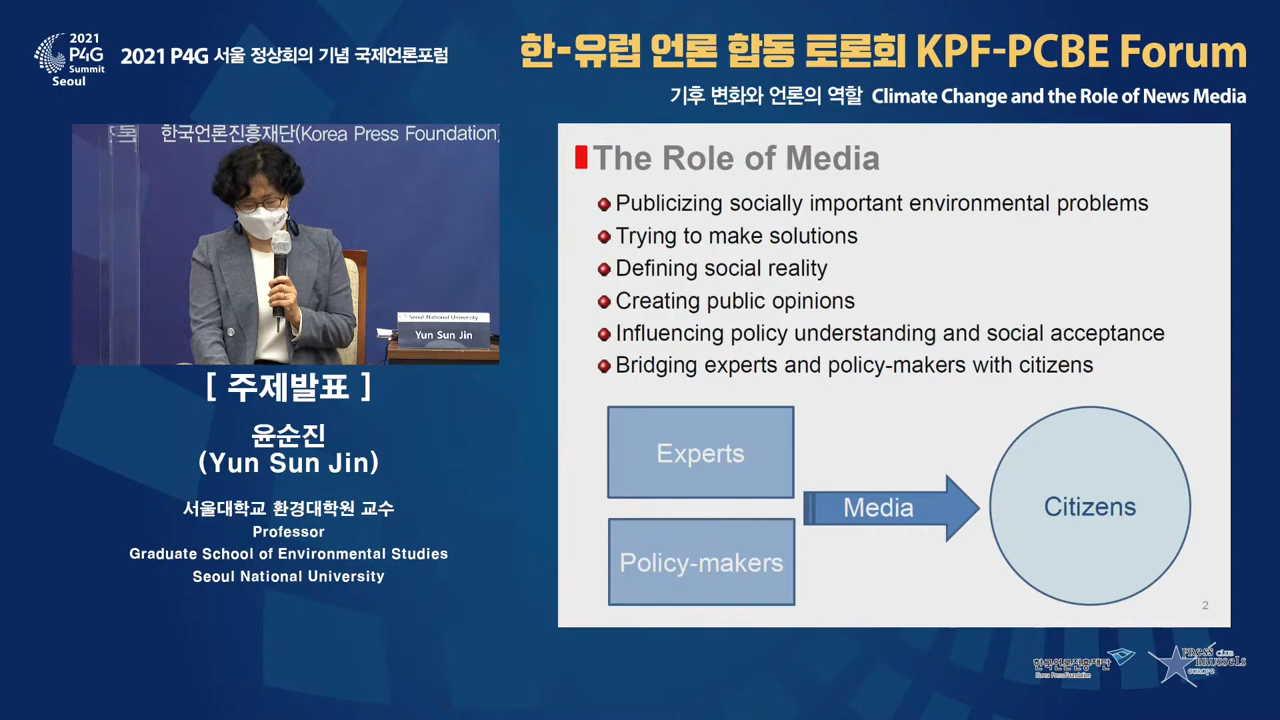 2021
P4G
Summit
Seoul
2021 P4G 서울 정상회의 기념 국제언론포럼
한-유럽 언론 합동 토론회 KPF-PCBE Forum
기후 변화와 언론의 역할 Climate Change and the Role of News Media
한국언론진흥재단(Korea Press Foundation)
Seoul National University
Yun Sun Jin
[ 주제발표 ]
윤순진
(Yun Sun Jin)
서울대학교 환경대학원 교수
Professor
Graduate School of Environmental Studies
Seoul National University
The Role of Media
Publicizing socially important environmental problems
Trying to make solutions
Defining social reality
Creating public opinions
Influencing policy understanding and social acceptance
Bridging experts and policy-makers with citizens
Experts
Policy-makers
Media
Citizens
2
한국언론진흥재단
Korea Press Foundation
PRESS club
BRUSSELS
europe